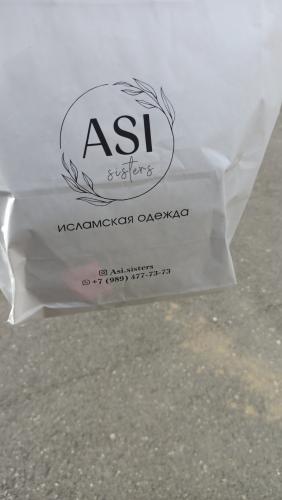 ASI
sisters
исламская одежда
Asi.sisters
+7 (989) 477-73-73